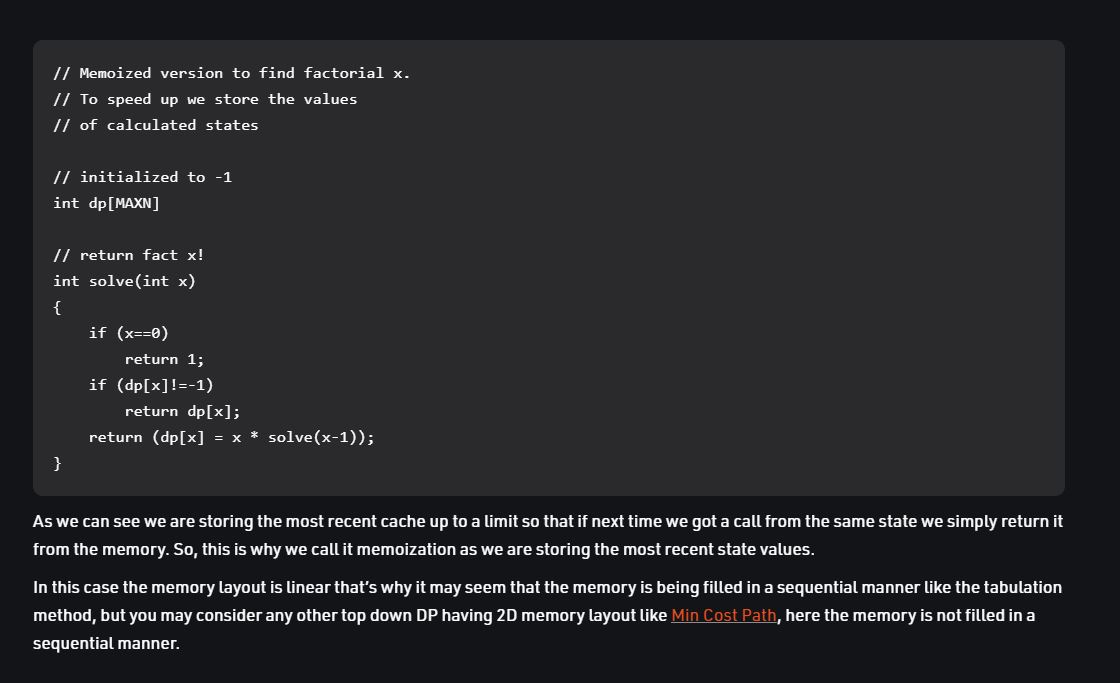 // Memoized version to find factorial x.
// To speed up we store the values
// of calculated states
// initialized to -1
int dp[MAXN]
// return fact x!
int solve(int x)
{
    if (x==0)
        return 1;
    if (dp[x]!=-1)
        return dp[x];
    return (dp[x] = x * solve(x-1));
}
As we can see we are storing the most recent cache up to a limit so that if next time we got a call from the same state we simply return it
from the memory. So, this is why we call it memoization as we are storing the most recent state values.
In this case the memory layout is linear that’s why it may seem that the memory is being filled in a sequential manner like the tabulation
method, but you may consider any other top down DP having 2D memory layout like Min Cost Path, here the memory is not filled in a
sequential manner.